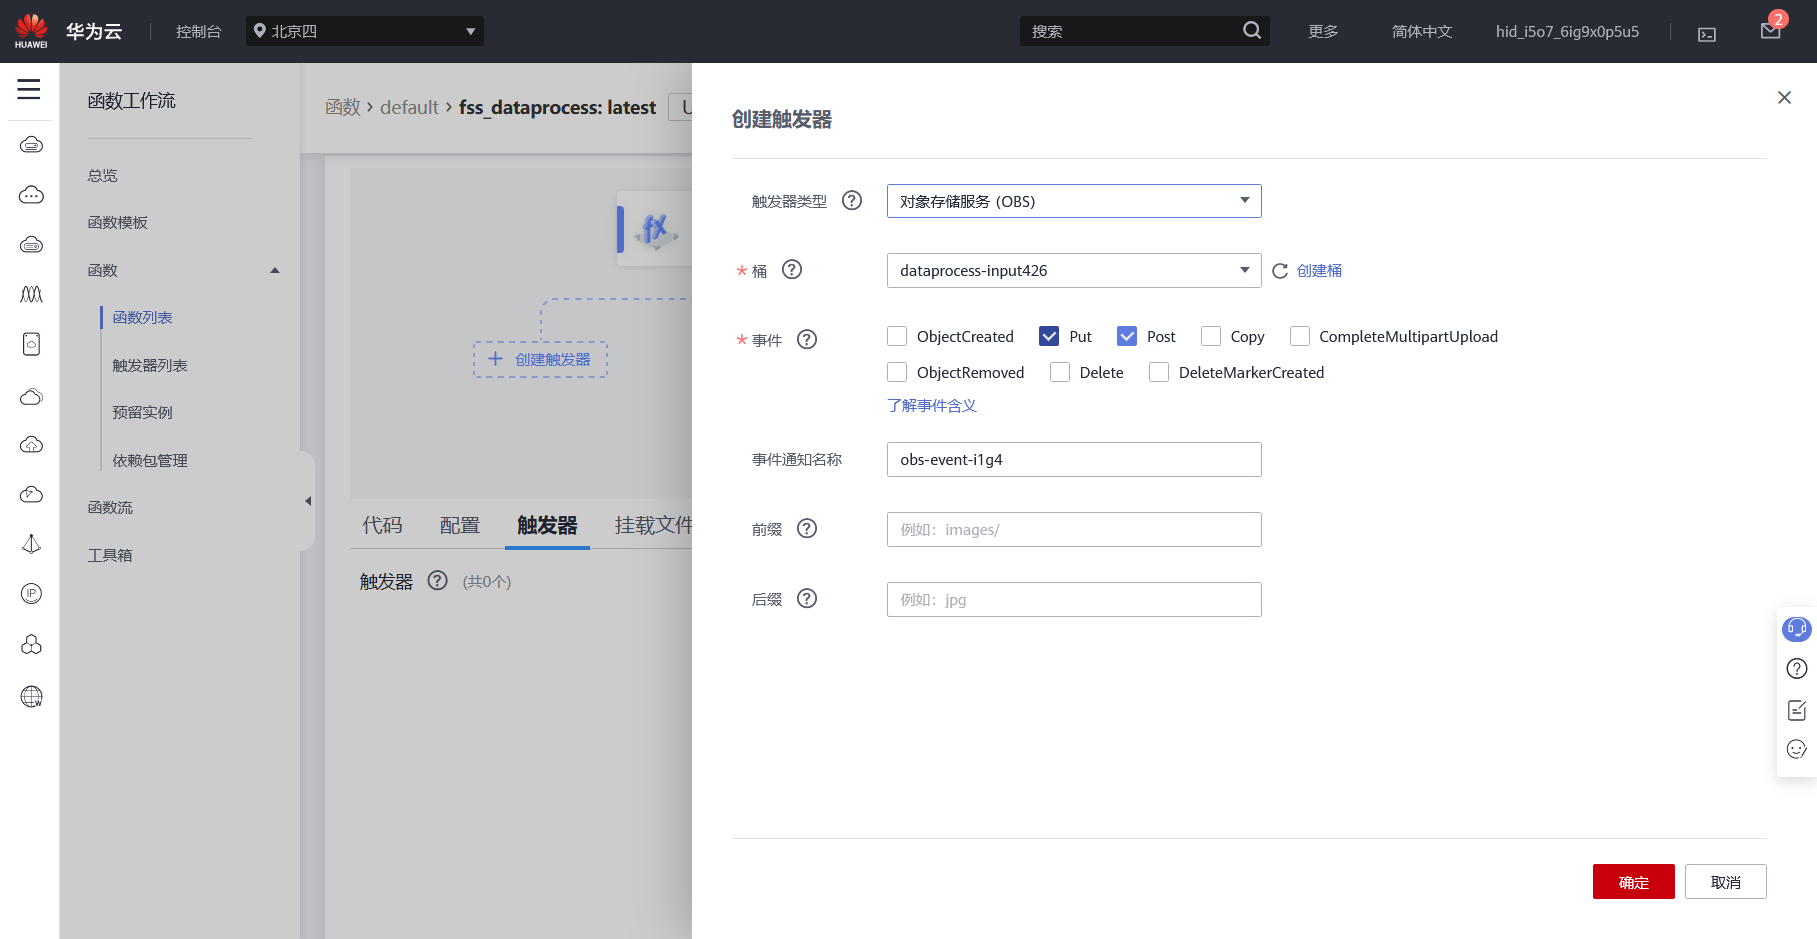 HUAWEI
华为云
控制台
北京四
搜索
更多
简体中文
hid_i5o7_6ig9x0p5u5
2
函数工作流
总览
函数模板
函数
函数列表
触发器列表
预留实例
依赖包管理
函数流
工具箱
IP
W
函数 › default › fss_dataprocess: latest
fx
+ 创建触发器
代码
配置
触发器
挂载文件
触发器 ? (共0个)
创建触发器
触发器类型 ? 对象存储服务 (OBS)
* 桶 ? dataprocess-input426 创建桶
* 事件 ? ObjectCreated Put Post Copy CompleteMultipartUpload
ObjectRemoved Delete DeleteMarkerCreated
了解事件含义
事件通知名称 obs-event-i1g4
前缀 ? 例如：images/
后缀 ? 例如：jpg
确定
取消